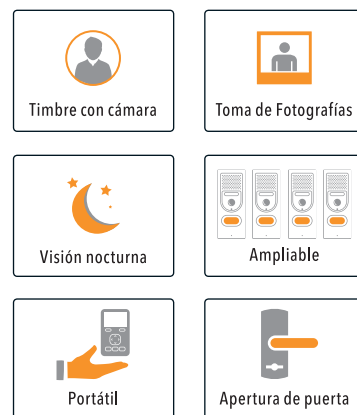 Timbre con cámara
Toma de Fotografías
Visión nocturna
Ampliable
Portátil
Apertura de puerta